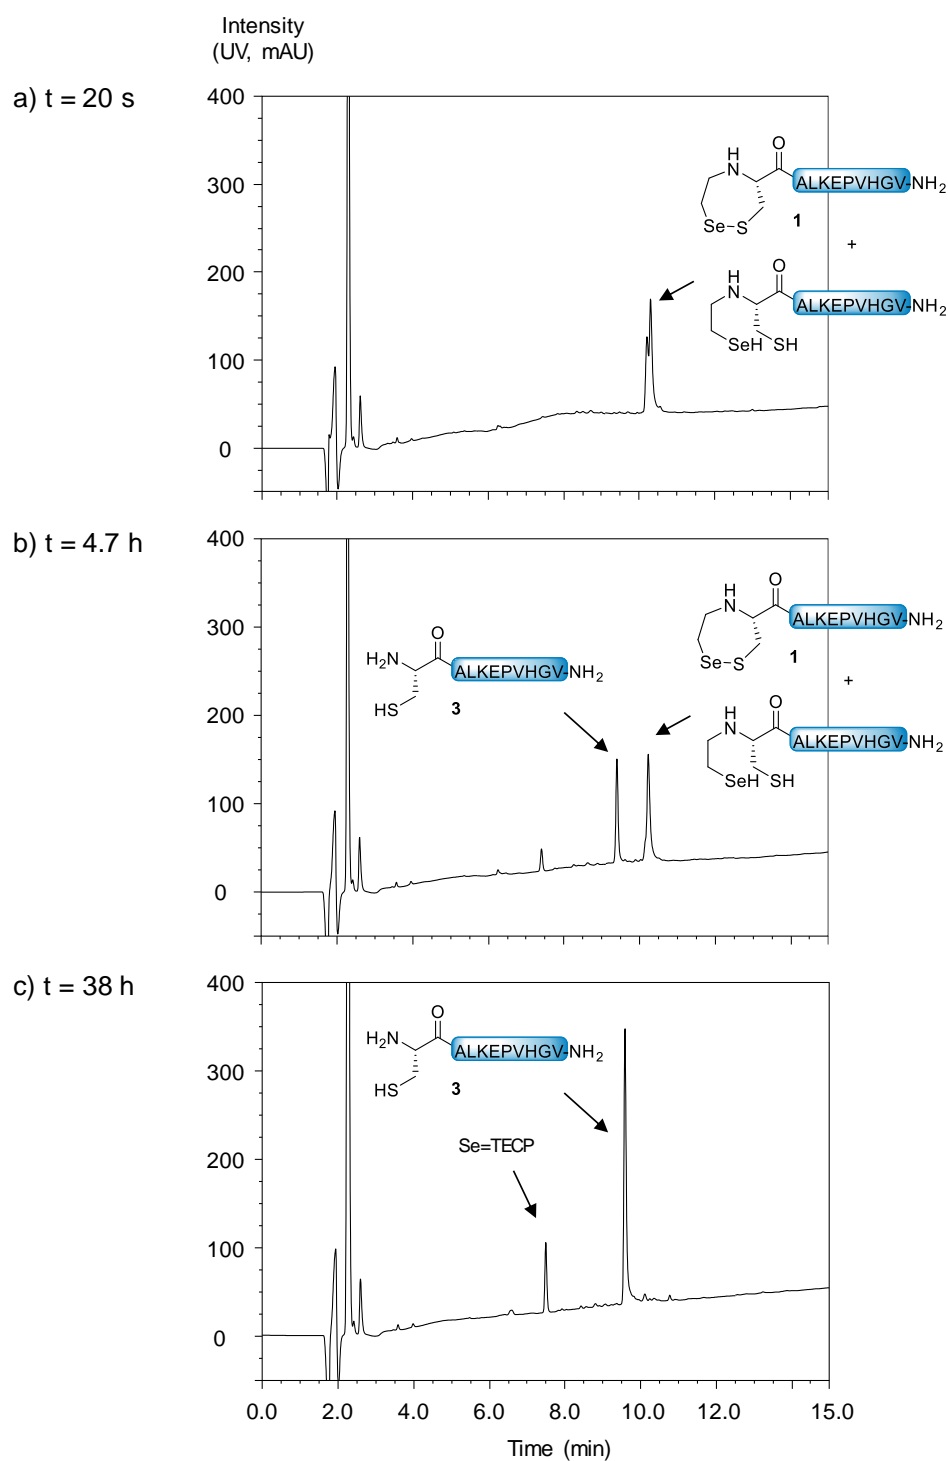 Intensity
(UV, mAU)
a) t = 20 s
400
300
200
100
0
H
N
O
ALKEPVHGV-NH2
Se-S
1
+
H
N
O
ALKEPVHGV-NH2
SeH SH
b) t = 4.7 h
400
300
200
100
0
O
H2N
ALKEPVHGV-NH2
HS
3
H
N
O
ALKEPVHGV-NH2
Se-S
1
+
H
N
O
ALKEPVHGV-NH2
SeH SH
c) t = 38 h
400
300
200
100
0
O
H2N
ALKEPVHGV-NH2
HS
3
Se=TECP
0.0 2.0 4.0 6.0 8.0 10.0 12.0 15.0
Time (min)